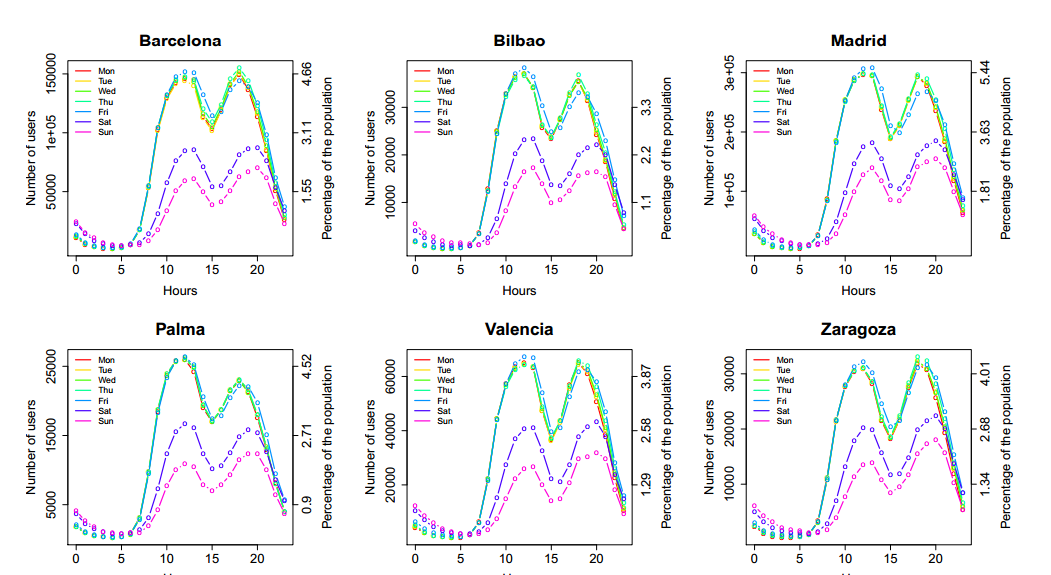 Barcelona
Bilbao
Madrid
Number of users
50000
1e+05
150000
Mon
Tue
Wed
Thu
Fri
Sat
Sun
1.55
3.11
4.66
Percentage of the population
0 5 10 15 20
Hours
Number of users
10000
20000
30000
Mon
Tue
Wed
Thu
Fri
Sat
Sun
1.1
2.2
3.3
Percentage of the population
0 5 10 15 20
Hours
Number of users
1e+05
2e+05
3e+05
Mon
Tue
Wed
Thu
Fri
Sat
Sun
1.81
3.63
5.44
Percentage of the population
0 5 10 15 20
Hours
Palma
Valencia
Zaragoza
Number of users
5000
15000
25000
Mon
Tue
Wed
Thu
Fri
Sat
Sun
0.9
2.71
4.52
Percentage of the population
0 5 10 15 20
Number of users
20000
40000
60000
Mon
Tue
Wed
Thu
Fri
Sat
Sun
1.29
2.58
3.87
Percentage of the population
0 5 10 15 20
Number of users
10000
20000
30000
Mon
Tue
Wed
Thu
Fri
Sat
Sun
1.34
2.68
4.01
Percentage of the population
0 5 10 15 20